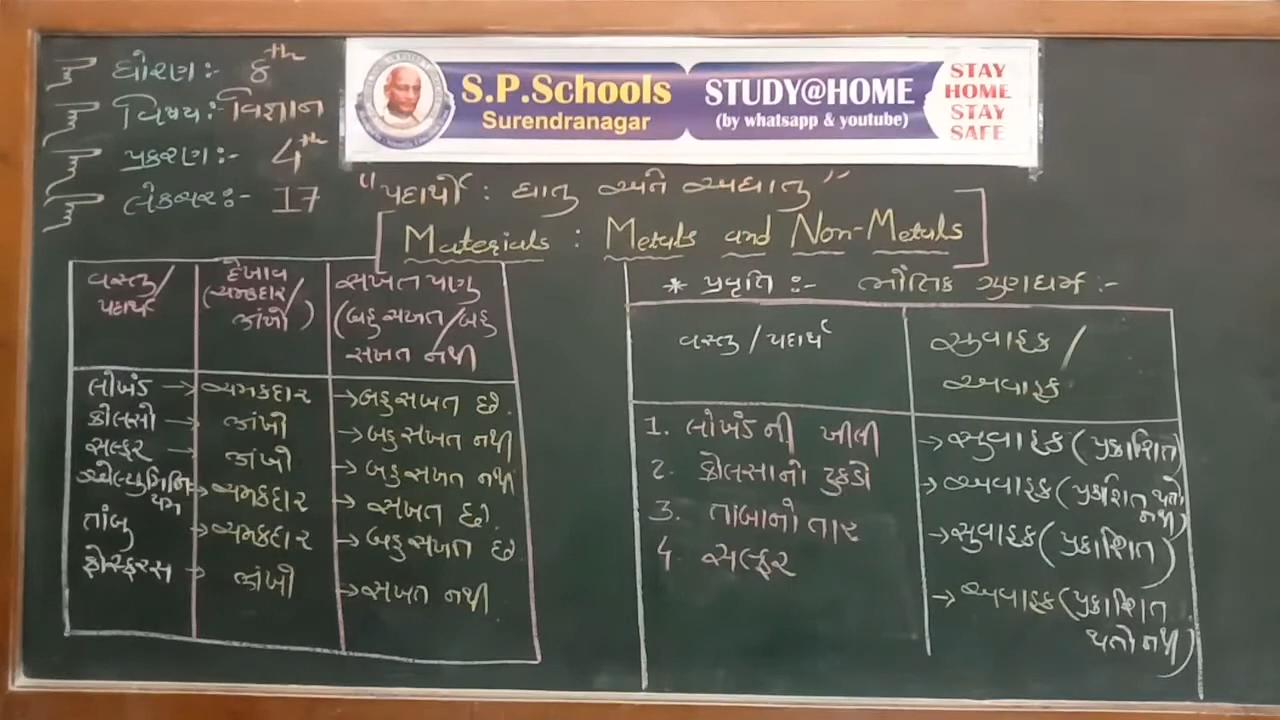 ધોરણ:- ૮th
વિષય:- વિજ્ઞાન
પ્રકરણ:- 4th
લેકચર:- 17
S.P.Schools
Surendranagar
STUDY@HOME
(by whatsapp & youtube)
STAY
HOME
STAY
SAFE
"પદાર્થો : ધાતુ અને અધાતુ"
[Materials : Metals and Non-Metals]
વસ્તુ/
પદાર્થ
દેખાવ
(ચમકદાર/
ઝાંખો)
સખતપણુ
(બહુ સખત/બહુ
સખત નથી
લોખંડ → ચમકદાર → બહુ સખત છે.
કોલસો → ઝાંખો → બહુ સખત નથી
સલ્ફર → ઝાંખો → બહુ સખત નથી
એલ્યુમિનિ
યમ → ચમકદાર → સખત છે.
તાંબુ → ચમકદાર → બહુ સખત છે
ફોસ્ફરસ → ઝાંખો → સખત નથી
* પ્રવૃતિ :- ભૌતિક ગુણધર્મ :-
વસ્તુ / પદાર્થ
સુવાહક /
અવાહક
1. લોખંડની ખીલી → સુવાહક (પ્રકાશિત)
2. કોલસાનો ટુકડો → અવાહક (પ્રકાશિત થતો
નથી)
3. તાંબાનો તાર → સુવાહક (પ્રકાશિત)
4. સલ્ફર → અવાહક (પ્રકાશિત
થતો નથી)